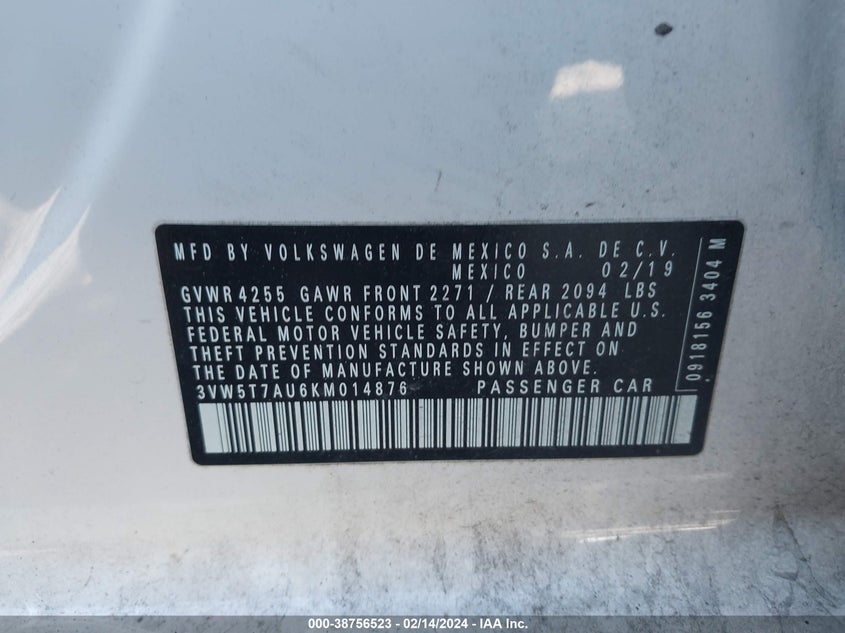 MFD BY VOLKSWAGEN DE MEXICO S.A. DE C.V.
MEXICO 02/19
GVWR 4255 GAWR FRONT 2271 / REAR 2094 LBS
THIS VEHICLE CONFORMS TO ALL APPLICABLE U.S.
FEDERAL MOTOR VEHICLE SAFETY, BUMPER AND
THEFT PREVENTION STANDARDS IN EFFECT ON
THE DATE OF MANUFACTURE SHOWN ABOVE.
3VW5T7AU6KM014876 PASSENGER CAR
0918156 3404 M
000-38756523 - 02/14/2024 - IAA Inc.